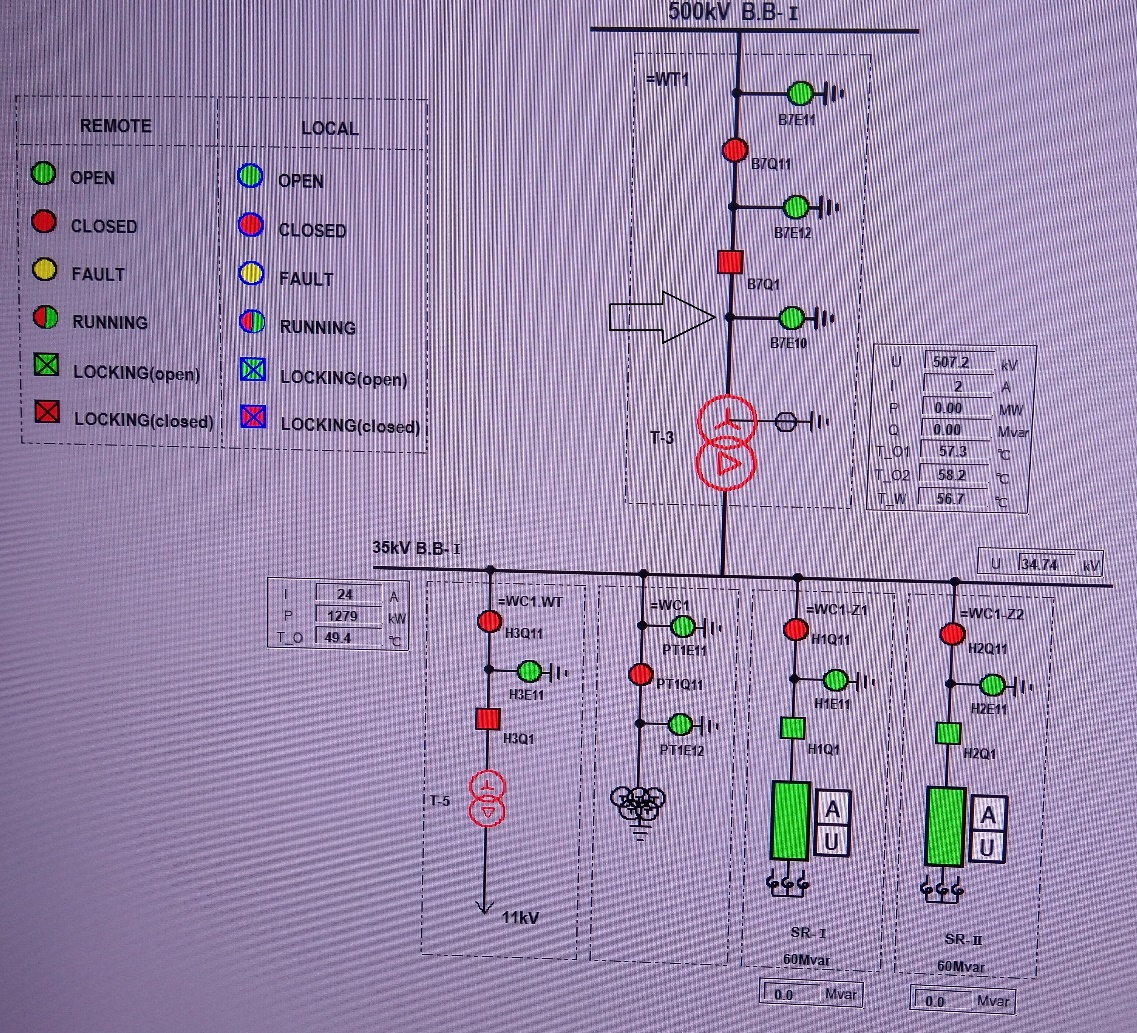 500kV B.B- I
=WT1
B7E11
B7Q11
B7E12
B7Q1
B7E10
T-3
REMOTE
OPEN
CLOSED
FAULT
RUNNING
LOCKING(open)
LOCKING(closed)
LOCAL
OPEN
CLOSED
FAULT
RUNNING
LOCKING(open)
LOCKING(closed)
U 507.2 kV
I 2 A
P 0.00 MW
Q 0.00 Mvar
T_O1 57.3 ℃
T_O2 58.2 ℃
T_W 56.7 ℃
35kV B.B- I
U 34.74 kV
I 24 A
P 1279 kW
T_O 49.4 ℃
=WC1.WT
H3Q11
H3E11
H3Q1
T-5
11kV
=WC1
PT1E11
PT1Q11
PT1E12
=WC1-Z1
H1Q11
H1E11
H1Q1
A
U
SR- I
60Mvar
0.0 Mvar
=WC1-Z2
H2Q11
H2E11
H2Q1
A
U
SR- II
60Mvar
0.0 Mvar